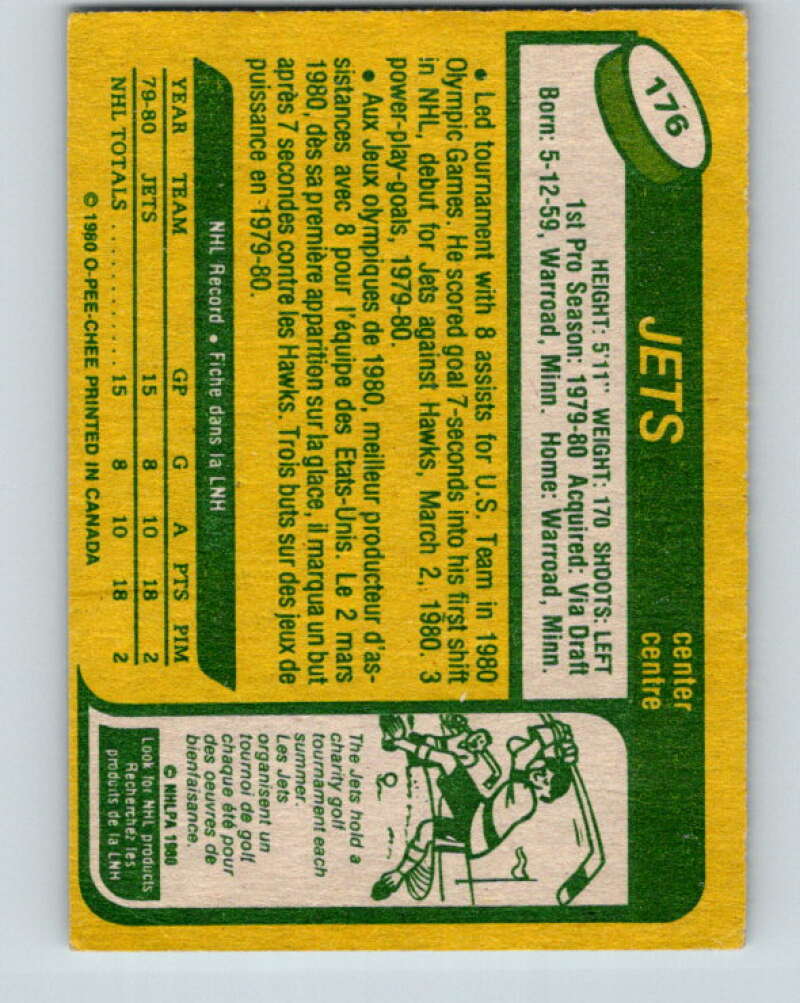 176
JETS
center
centre
HEIGHT: 5'11" WEIGHT: 170 SHOOTS: LEFT
1st Pro Season: 1979-80 Acquired: Via Draft
Born: 5-12-59, Warroad, Minn. Home: Warroad, Minn.
• Led tournament with 8 assists for U.S. Team in 1980
Olympic Games. He scored goal 7-seconds into his first shift
in NHL, debut for Jets against Hawks, March 2, 1980. 3
power-play-goals, 1979-80.
• Aux Jeux olympiques de 1980, meilleur producteur d'as-
sistances avec 8 pour l'équipe des Etats-Unis. Le 2 mars
1980, dès sa première apparition sur la glace, il marqua un but
après 7 secondes contre les Hawks. Trois buts sur des jeux de
puissance en 1979-80.
NHL Record • Fiche dans la LNH
YEAR TEAM GP G A PTS PIM
79-80 JETS 15 8 10 18 2
NHL TOTALS .............. 15 8 10 18 2
© 1980 O-PEE-CHEE PRINTED IN CANADA
The Jets hold a
charity golf
tournament each
summer.
Les Jets
organisent un
tournoi de golf
chaque été pour
des oeuvres de
bienfaisance.
© NHLPA 1980
Look for NHL products
Recherchez les
produits de la LNH